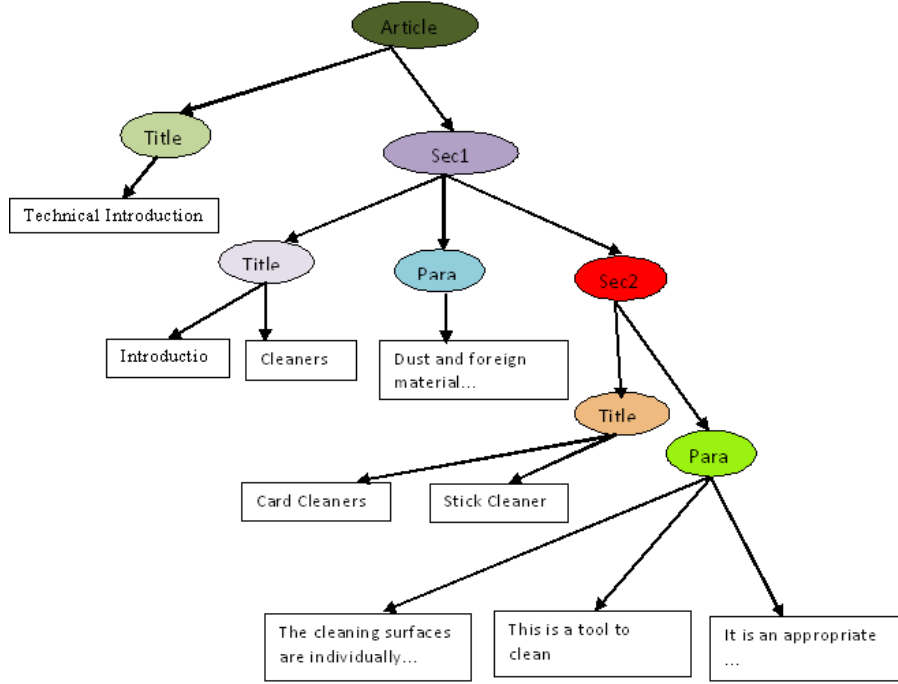 Article
Title
Sec1
Technical Introduction
Title
Para
Sec2
Introductio
Cleaners
Dust and foreign
material...
Title
Para
Card Cleaners
Stick Cleaner
The cleaning surfaces
are individually...
This is a tool to
clean
It is an appropriate
...